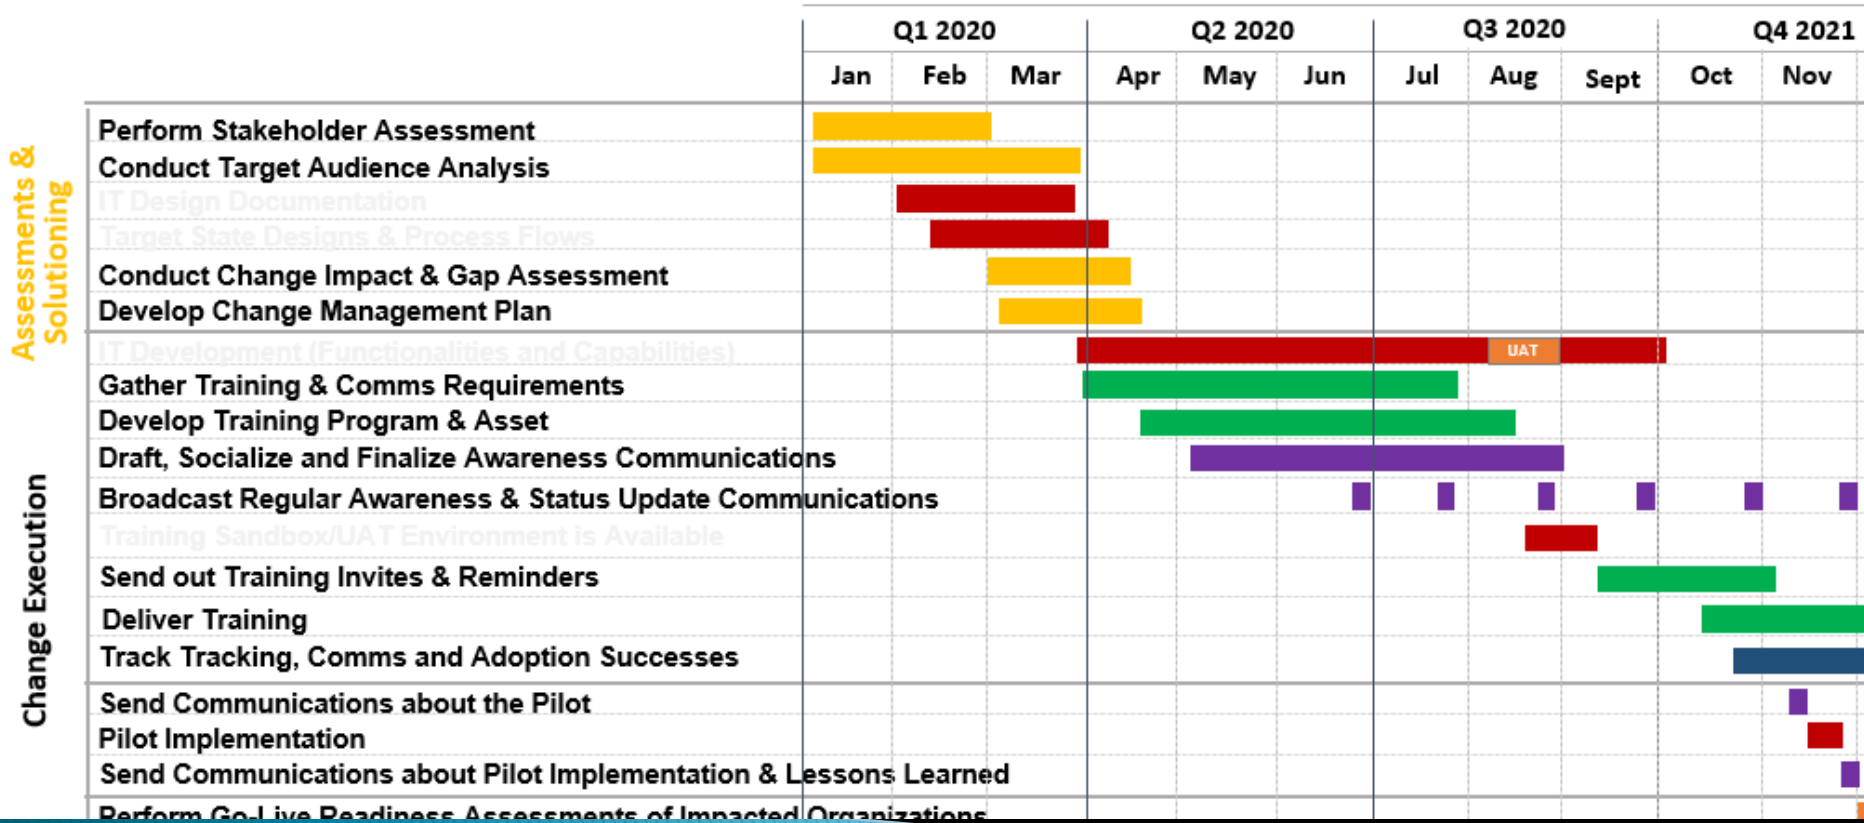 Q1 2020 Q2 2020 Q3 2020 Q4 2021
Jan Feb Mar Apr May Jun Jul Aug Sept Oct Nov
Assessments &
Solutioning
Perform Stakeholder Assessment
Conduct Target Audience Analysis
IT Design Documentation
Target State Designs & Process Flows
Conduct Change Impact & Gap Assessment
Develop Change Management Plan
Change Execution
IT Development (Functionalities and Capabilities)
UAT
Gather Training & Comms Requirements
Develop Training Program & Asset
Draft, Socialize and Finalize Awareness Communications
Broadcast Regular Awareness & Status Update Communications
Training Sandbox/UAT Environment is Available
Send out Training Invites & Reminders
Deliver Training
Track Tracking, Comms and Adoption Successes
Send Communications about the Pilot
Pilot Implementation
Send Communications about Pilot Implementation & Lessons Learned
Perform Go-Live Readiness Assessments of Impacted Organizations